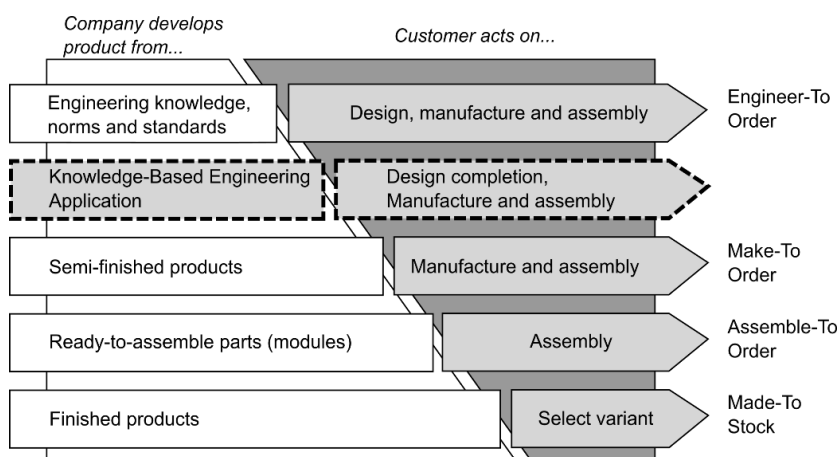 Company develops
product from...
Customer acts on...
Engineering knowledge,
norms and standards
Design, manufacture and assembly
Engineer-To
Order
Knowledge-Based Engineering
Application
Design completion,
Manufacture and assembly
Semi-finished products
Manufacture and assembly
Make-To
Order
Ready-to-assemble parts (modules)
Assembly
Assemble-To
Order
Finished products
Select variant
Made-To
Stock